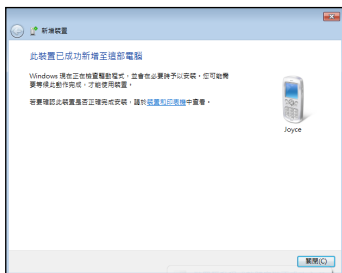 新增裝置
此裝置已成功新增至這部電腦
Windows 現在正在檢查驅動程式，並會在必要時予以安裝。您可能需
要等候此動作完成，才能使用裝置。
若要確認此裝置是否正確完成安裝，請於裝置和印表機中查看。
Joyce
關閉(C)